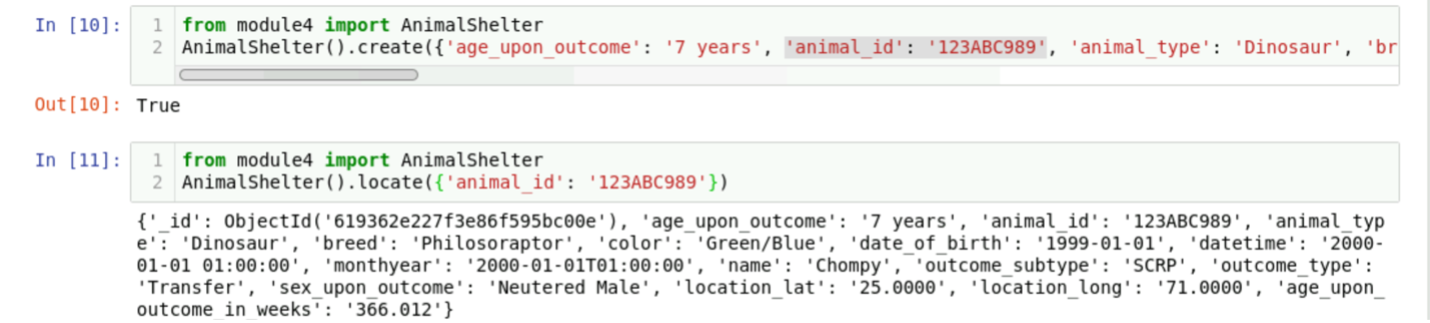 In [10]:
1 from module4 import AnimalShelter
2 AnimalShelter().create({'age_upon_outcome': '7 years', 'animal_id': '123ABC989', 'animal_type': 'Dinosaur', 'br
Out[10]: True
In [11]:
1 from module4 import AnimalShelter
2 AnimalShelter().locate({'animal_id': '123ABC989'})
{'_id': ObjectId('619362e227f3e86f595bc00e'), 'age_upon_outcome': '7 years', 'animal_id': '123ABC989', 'animal_typ
e': 'Dinosaur', 'breed': 'Philosoraptor', 'color': 'Green/Blue', 'date_of_birth': '1999-01-01', 'datetime': '2000-
01-01 01:00:00', 'monthyear': '2000-01-01T01:00:00', 'name': 'Chompy', 'outcome_subtype': 'SCRP', 'outcome_type':
'Transfer', 'sex_upon_outcome': 'Neutered Male', 'location_lat': '25.0000', 'location_long': '71.0000', 'age_upon_
outcome_in_weeks': '366.012'}